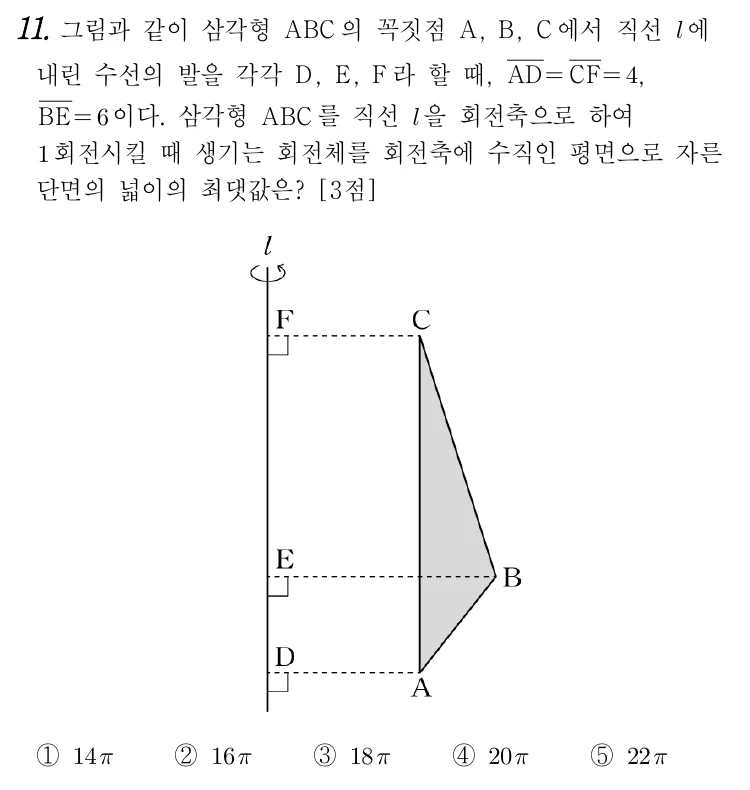 11. 그림과 같이 삼각형 ABC의 꼭짓점 A, B, C에서 직선 l에
내린 수선의 발을 각각 D, E, F라 할 때, \overline{AD}=\overline{CF}=4,
\overline{BE}=6이다. 삼각형 ABC를 직선 l을 회전축으로 하여
1회전시킬 때 생기는 회전체를 회전축에 수직인 평면으로 자른
단면의 넓이의 최댓값은? [3점]
l
F C
E B
D
A
① 14π ② 16π ③ 18π ④ 20π ⑤ 22π